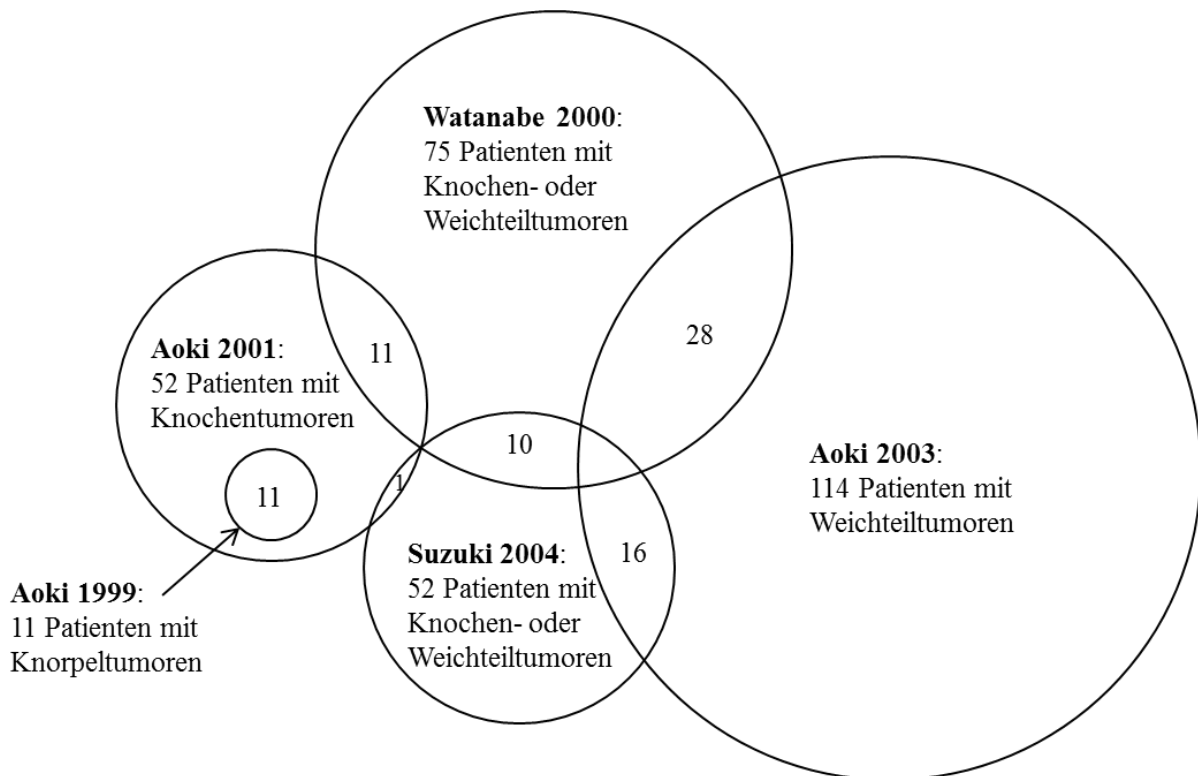 Watanabe 2000:
75 Patienten mit
Knochen- oder
Weichteiltumoren
28
Aoki 2001:
52 Patienten mit
Knochentumoren
11
10
1
11
Aoki 2003:
114 Patienten mit
Weichteiltumoren
Suzuki 2004:
52 Patienten mit
Knochen- oder
Weichteiltumoren
16
Aoki 1999:
11 Patienten mit
Knorpeltumoren